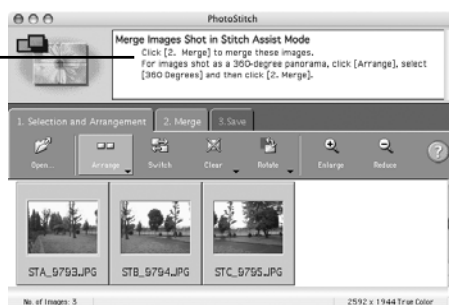 PhotoStitch
Merge Images Shot in Stitch Assist Mode
Click [2. Merge] to merge these images.
For images shot as a 360-degree panorama, click [Arrange], select
[360 Degrees] and then click [2. Merge].
1. Selection and Arrangement 2. Merge 3.Save
Open... Arrange Switch Clear Rotate Enlarge Reduce ?
STA_9793.JPG STB_9794.JPG STC_9795.JPG
No. of Images: 3 2592 x 1944 True Color